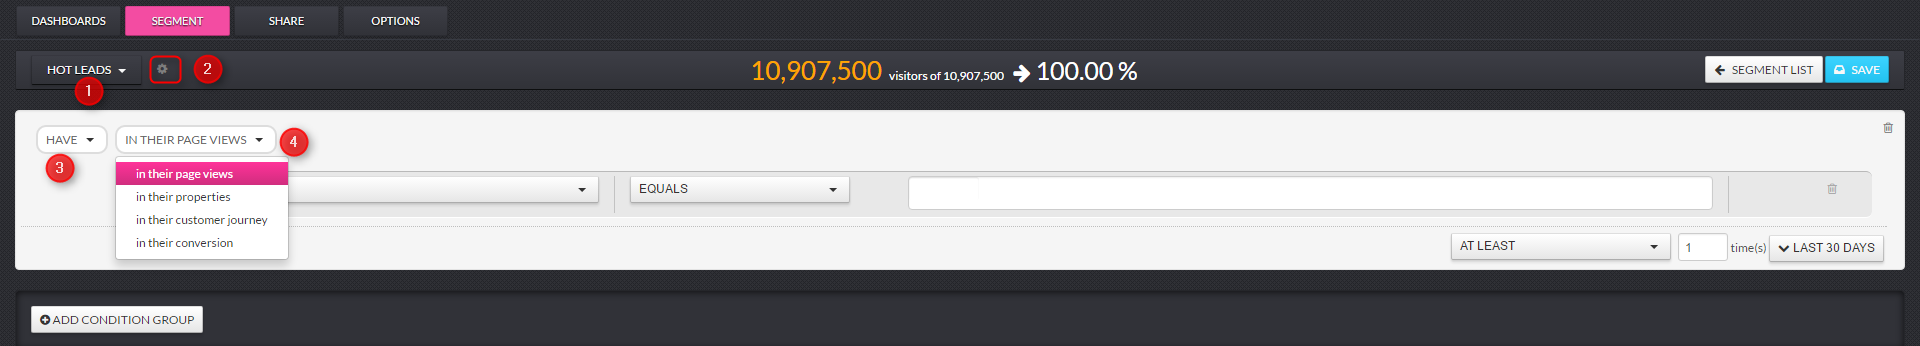 DASHBOARDS SEGMENT SHARE OPTIONS
HOT LEADS 2 10,907,500 visitors of 10,907,500 100.00 % SEGMENT LIST SAVE
1
HAVE IN THEIR PAGE VIEWS 4
3
in their page views
in their properties
in their customer journey
in their conversion
EQUALS
AT LEAST 1 time(s) LAST 30 DAYS
ADD CONDITION GROUP